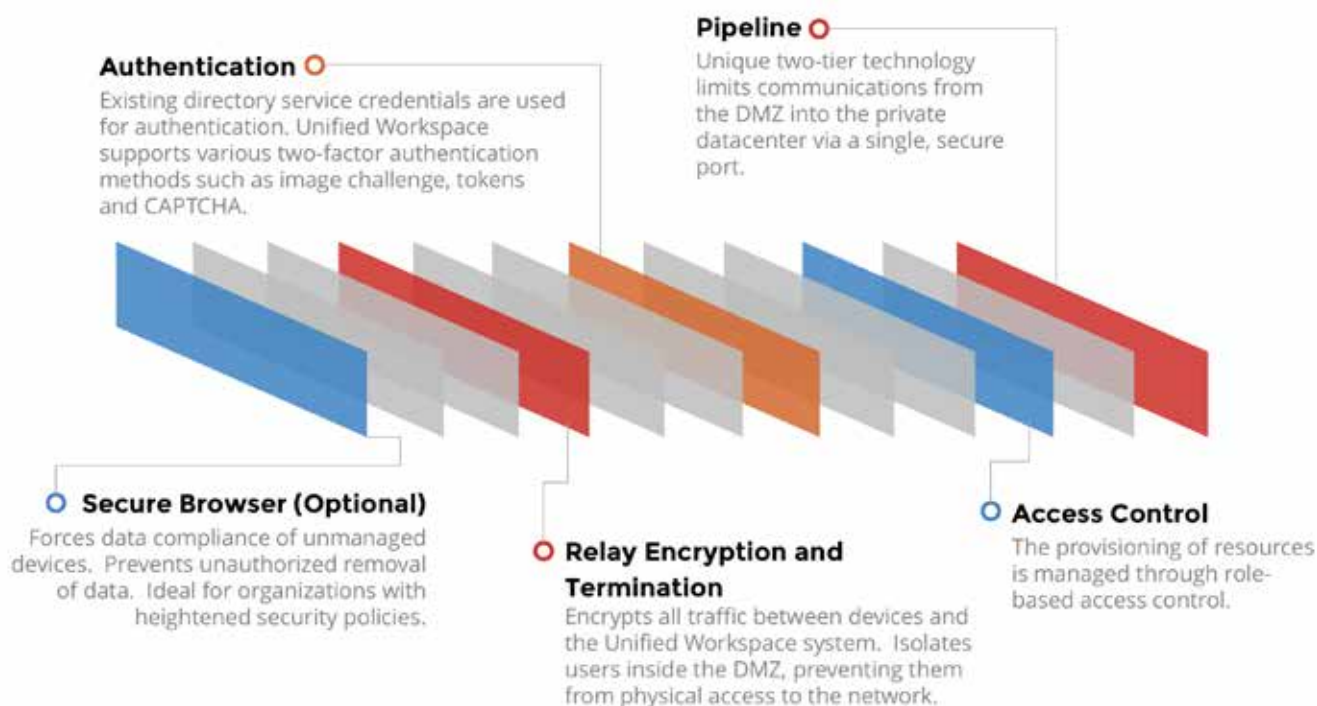 Authentication
Existing directory service credentials are used
for authentication. Unified Workspace
supports various two-factor authentication
methods such as image challenge, tokens
and CAPTCHA.
Pipeline
Unique two-tier technology
limits communications from
the DMZ into the private
datacenter via a single, secure
port.
Secure Browser (Optional)
Forces data compliance of unmanaged
devices. Prevents unauthorized removal
of data. Ideal for organizations with
heightened security policies.
Relay Encryption and
Termination
Encrypts all traffic between devices and
the Unified Workspace system. Isolates
users inside the DMZ, preventing them
from physical access to the network.
Access Control
The provisioning of resources
is managed through role-
based access control.